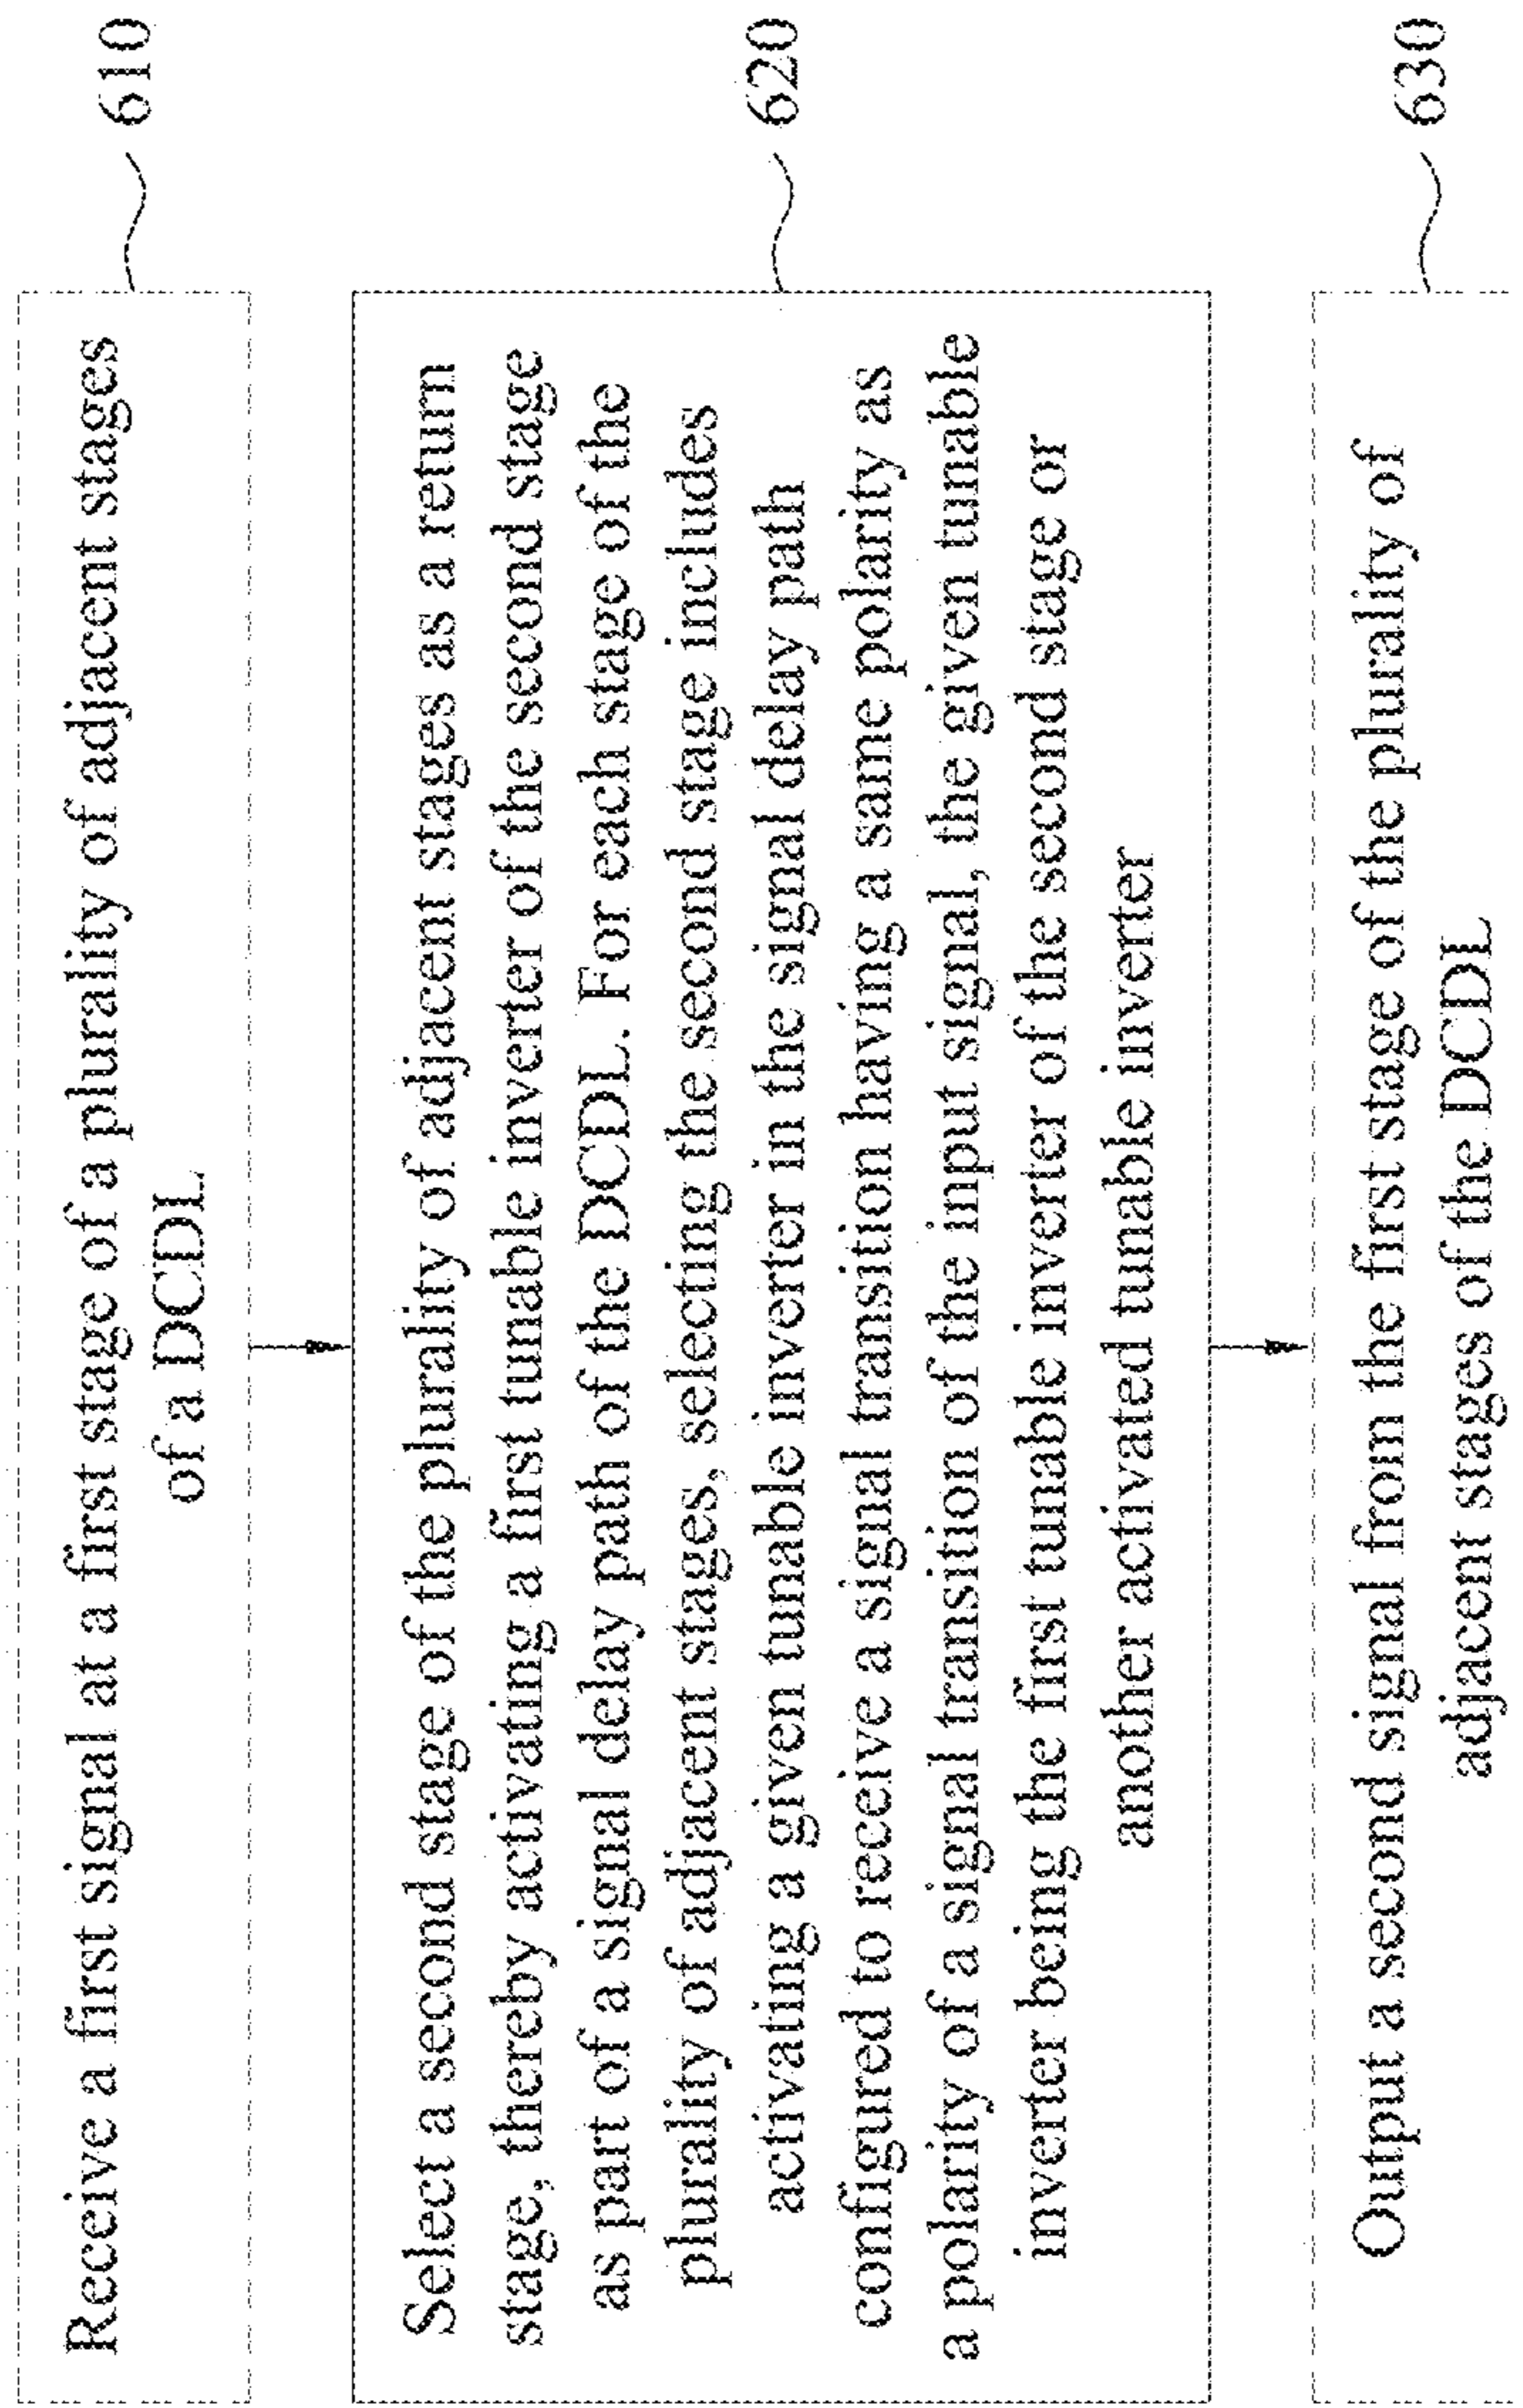 Receive a first signal at a first stage of a plurality of adjacent stages
of a DCDL
610
Select a second stage of the plurality of adjacent stages as a return
stage, thereby activating a first tunable inverter of the second stage
as part of a signal delay path of the DCDL. For each stage of the
plurality of adjacent stages, selecting the second stage includes
activating a given tunable inverter in the signal delay path
configured to receive a signal transition having a same polarity as
a polarity of a signal transition of the input signal, the given tunable
inverter being the first tunable inverter of the second stage or
another activated tunable inverter
620
Output a second signal from the first stage of the plurality of
adjacent stages of the DCDL
630